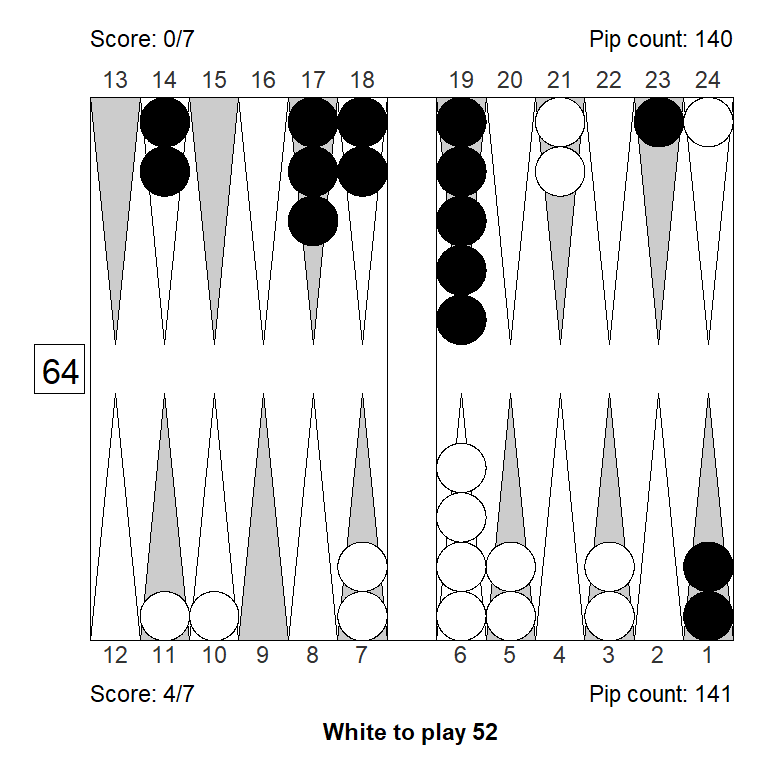 Score: 0/7 Pip count: 140
13 14 15 16 17 18 19 20 21 22 23 24
64
12 11 10 9 8 7 6 5 4 3 2 1
Score: 4/7 Pip count: 141
White to play 52